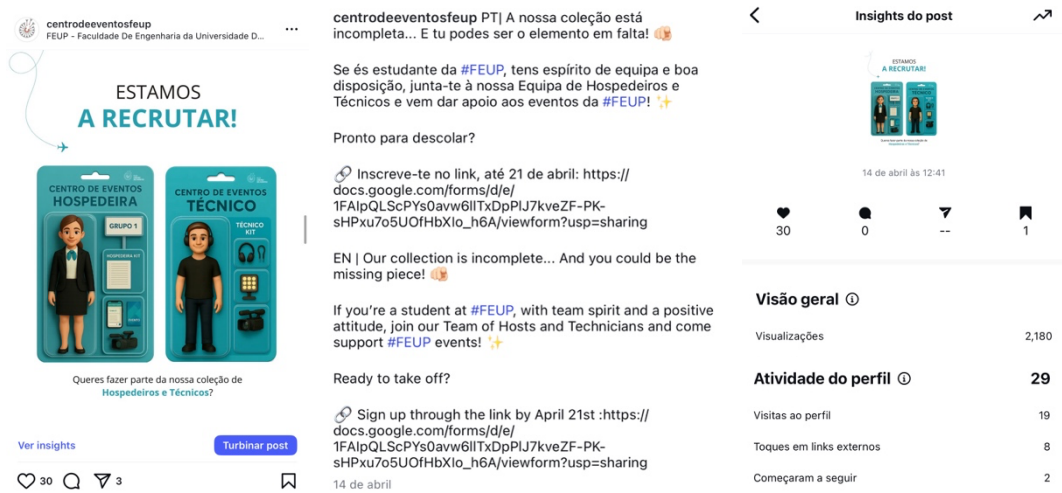 centrodeeventosfeup
FEUP - Faculdade De Engenharia da Universidade D...
ESTAMOS
A RECRUTAR!
CENTRO DE EVENTOS
HOSPEDEIRA
GRUPO 1
HOSPEDEIRA KIT
CENTRO DE EVENTOS
TÉCNICO
TÉCNICO
KIT
Queres fazer parte da nossa coleção de
Hospedeiros e Técnicos?
Ver insights
Turbinar post
30
3
centrodeeventosfeup PT| A nossa coleção está
incompleta... E tu podes ser o elemento em falta! 🫵🏻
Se és estudante da #FEUP, tens espírito de equipa e boa
disposição, junta-te à nossa Equipa de Hospedeiros e
Técnicos e vem dar apoio aos eventos da #FEUP! ✨
Pronto para descolar?
🔗 Inscreve-te no link, até 21 de abril: https://
docs.google.com/forms/d/e/
1FAIpQLScPYs0avw6lITxDpPlJ7kveZF-PK-
sHPxu7o5UOfHbXIo_h6A/viewform?usp=sharing
EN | Our collection is incomplete... And you could be the
missing piece! 🫵🏻
If you're a student at #FEUP, with team spirit and a positive
attitude, join our Team of Hosts and Technicians and come
support #FEUP events! ✨
Ready to take off?
🔗 Sign up through the link by April 21st :https://
docs.google.com/forms/d/e/
1FAIpQLScPYs0avw6lITxDpPlJ7kveZF-PK-
sHPxu7o5UOfHbXIo_h6A/viewform?usp=sharing
14 de abril
Insights do post
ESTAMOS
A RECRUTAR!
14 de abril às 12:41
30
0
--
1
Visão geral
Visualizações
2,180
Atividade do perfil
29
Visitas ao perfil
19
Toques em links externos
8
Começaram a seguir
2